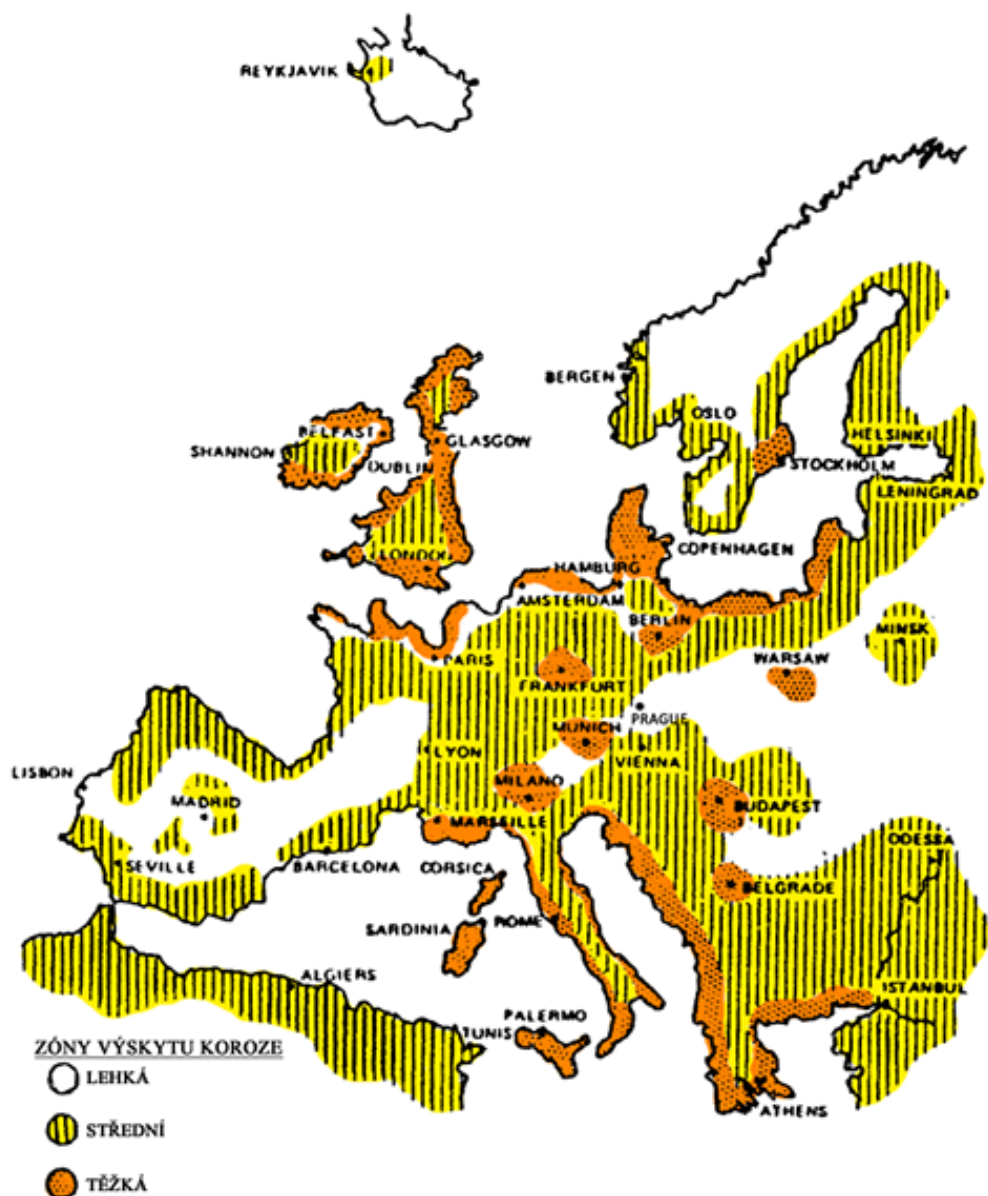 REYKJAVIK
BERGEN
OSLO
BELFAST
GLASGOW
HELSINKI
SHANNON
DUBLIN
STOCKHOLM
LENINGRAD
LONDON
COPENHAGEN
HAMBURG
AMSTERDAM
BERLIN
MINSK
PARIS
WARSAW
FRANKFURT
PRAGUE
MUNICH
LYON
VIENNA
LISBON
MILANO
MADRID
BUDAPEST
MARSEILLE
ODESSA
SEVILLE
BARCELONA
CORSICA
BELGRADE
SARDINIA
ROME
ALGIERS
ISTANBUL
PALERMO
TUNIS
ZÓNY VÝSKYTU KOROZE
LEHKÁ
ATHENS
STŘEDNÍ
TĚŽKÁ